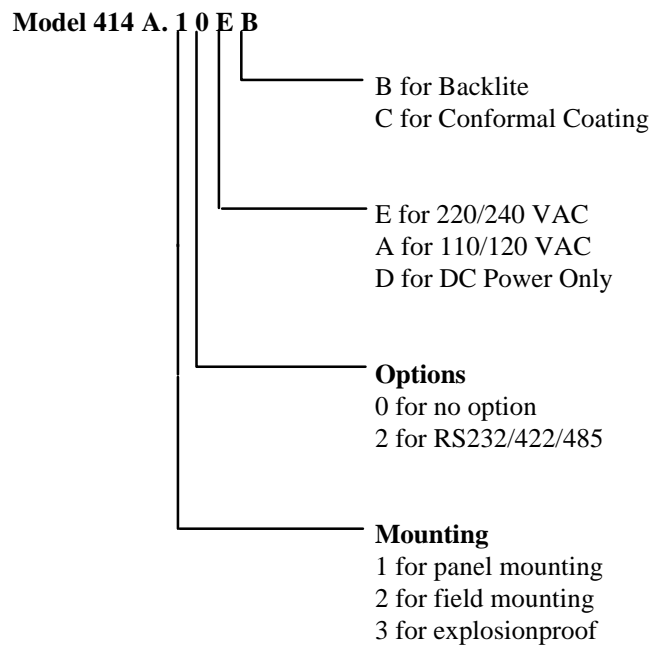 Model 414 A. 1 0 E B
B for Backlite
C for Conformal Coating
E for 220/240 VAC
A for 110/120 VAC
D for DC Power Only
Options
0 for no option
2 for RS232/422/485
Mounting
1 for panel mounting
2 for field mounting
3 for explosionproof